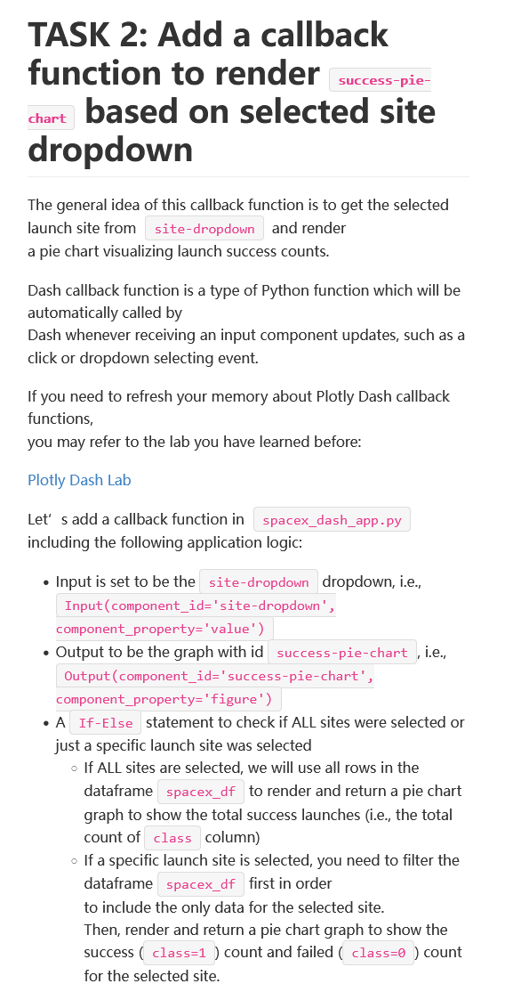 TASK 2: Add a callback
function to render success-pie-
chart based on selected site
dropdown
The general idea of this callback function is to get the selected
launch site from site-dropdown and render
a pie chart visualizing launch success counts.
Dash callback function is a type of Python function which will be
automatically called by
Dash whenever receiving an input component updates, such as a
click or dropdown selecting event.
If you need to refresh your memory about Plotly Dash callback
functions,
you may refer to the lab you have learned before:
Plotly Dash Lab
Let’s add a callback function in spacex_dash_app.py
including the following application logic:
• Input is set to be the site-dropdown dropdown, i.e.,
Input(component_id='site-dropdown',
component_property='value')
• Output to be the graph with id success-pie-chart, i.e.,
Output(component_id='success-pie-chart',
component_property='figure')
• A If-Else statement to check if ALL sites were selected or
just a specific launch site was selected
◦ If ALL sites are selected, we will use all rows in the
dataframe spacex_df to render and return a pie chart
graph to show the total success launches (i.e., the total
count of class column)
◦ If a specific launch site is selected, you need to filter the
dataframe spacex_df first in order
to include the only data for the selected site.
Then, render and return a pie chart graph to show the
success (class=1) count and failed (class=0) count
for the selected site.